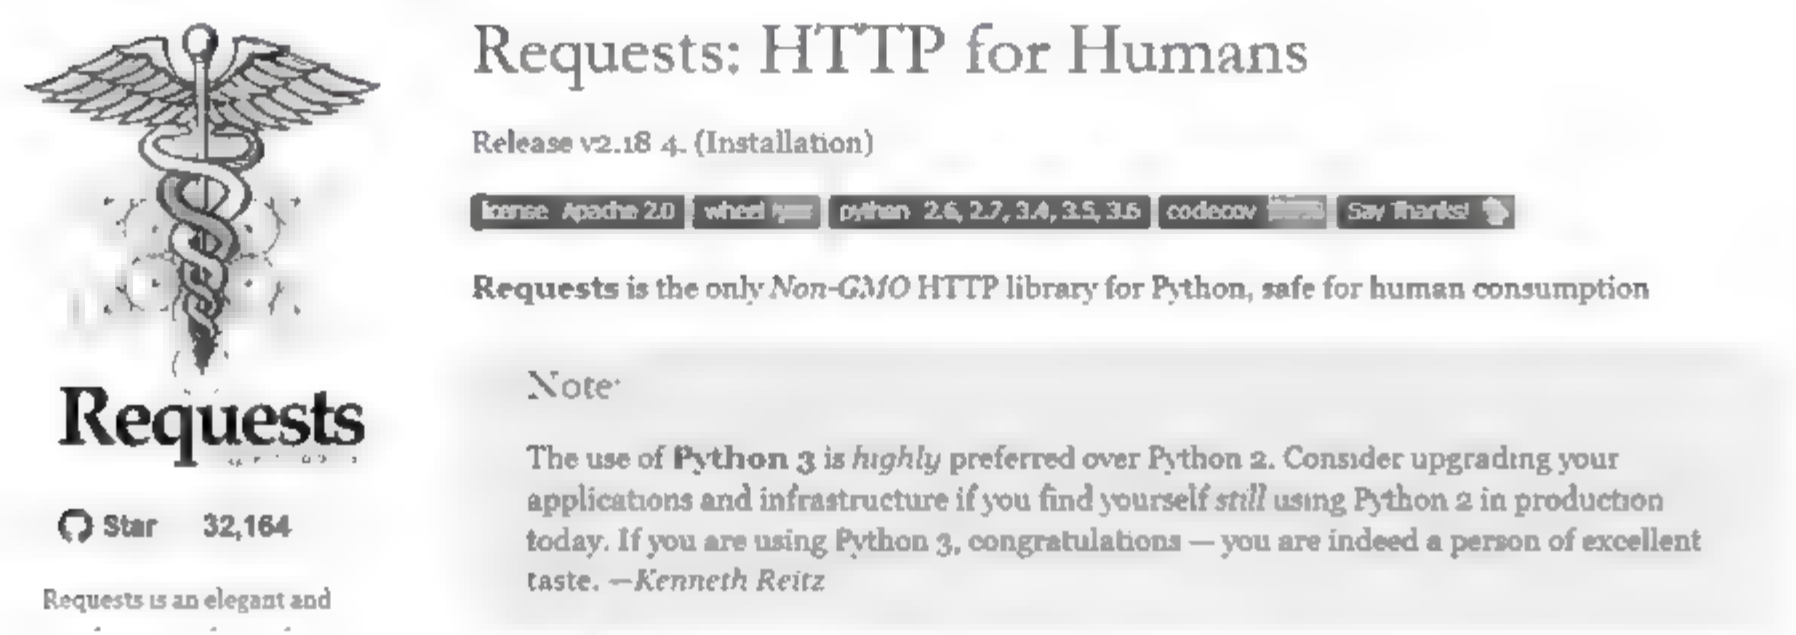 Requests: HTTP for Humans
Release v2.18.4. (Installation)
license Apache 2.0 wheel python 2.6, 2.7, 3.4, 3.5, 3.6 codecov Say Thanks!
Requests is the only Non-GMO HTTP library for Python, safe for human consumption
Note:
The use of Python 3 is highly preferred over Python 2. Consider upgrading your
applications and infrastructure if you find yourself still using Python 2 in production
today. If you are using Python 3, congratulations — you are indeed a person of excellent
taste. —Kenneth Reitz
Requests
Star 32,164
Requests is an elegant and